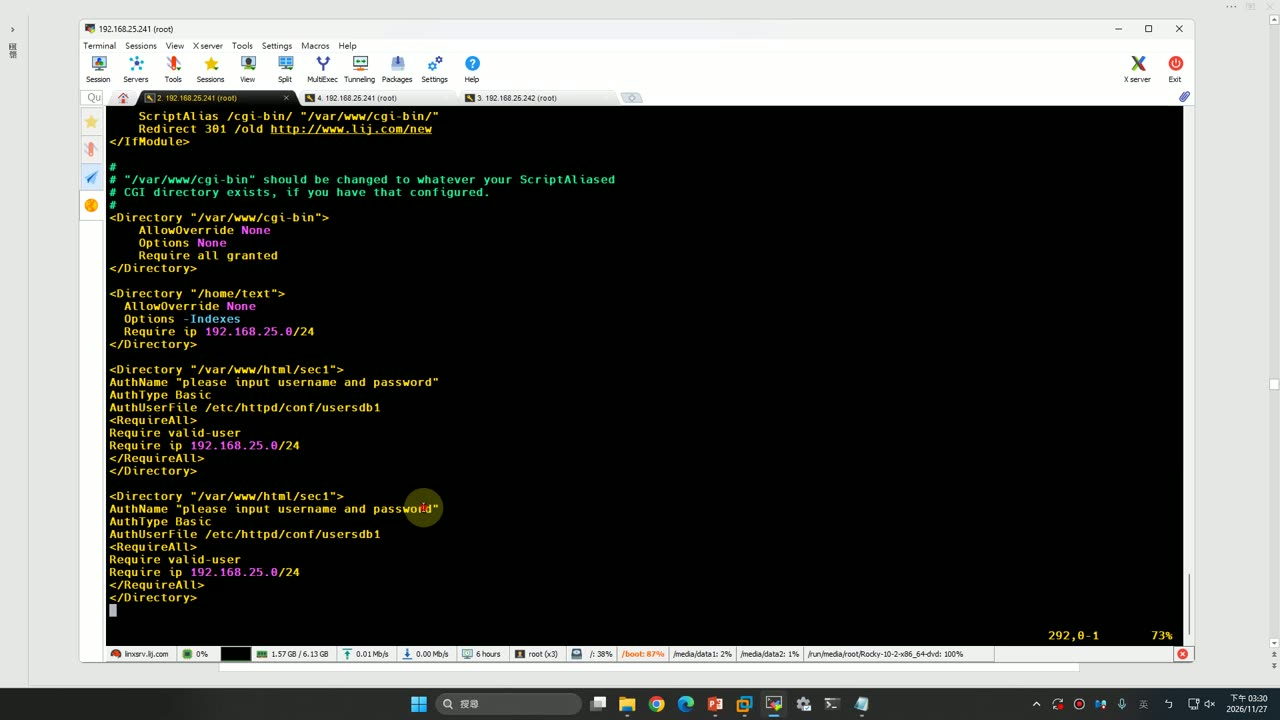 192.168.25.241 (root)
Terminal Sessions View X server Tools Settings Macros Help
Session Servers Tools Sessions View Split MultiExec Tunneling Packages Settings Help X server Exit
Qu 2. 192.168.25.241 (root) 4. 192.168.25.241 (root) 3. 192.168.25.242 (root)
    ScriptAlias /cgi-bin/ "/var/www/cgi-bin/"
    Redirect 301 /old http://www.lij.com/new
</IfModule>
#
# "/var/www/cgi-bin" should be changed to whatever your ScriptAliased
# CGI directory exists, if you have that configured.
#
<Directory "/var/www/cgi-bin">
    AllowOverride None
    Options None
    Require all granted
</Directory>
<Directory "/home/text">
  AllowOverride None
  Options -Indexes
  Require ip 192.168.25.0/24
</Directory>
<Directory "/var/www/html/sec1">
AuthName "please input username and password"
AuthType Basic
AuthUserFile /etc/httpd/conf/usersdb1
<RequireAll>
Require valid-user
Require ip 192.168.25.0/24
</RequireAll>
</Directory>
<Directory "/var/www/html/sec1">
AuthName "please input username and password"
AuthType Basic
AuthUserFile /etc/httpd/conf/usersdb1
<RequireAll>
Require valid-user
Require ip 192.168.25.0/24
</RequireAll>
</Directory>
292,0-1 73%
linxsrv.lij.com 0% 1.57 GB / 6.13 GB 0.01 Mb/s 0.00 Mb/s 6 hours root (x3) /: 38% /boot: 87% /media/data1: 2% /media/data2: 1% /run/media/root/Rocky-10-2-x86_64-dvd: 100%
搜尋 英 下午 03:30
2026/11/27